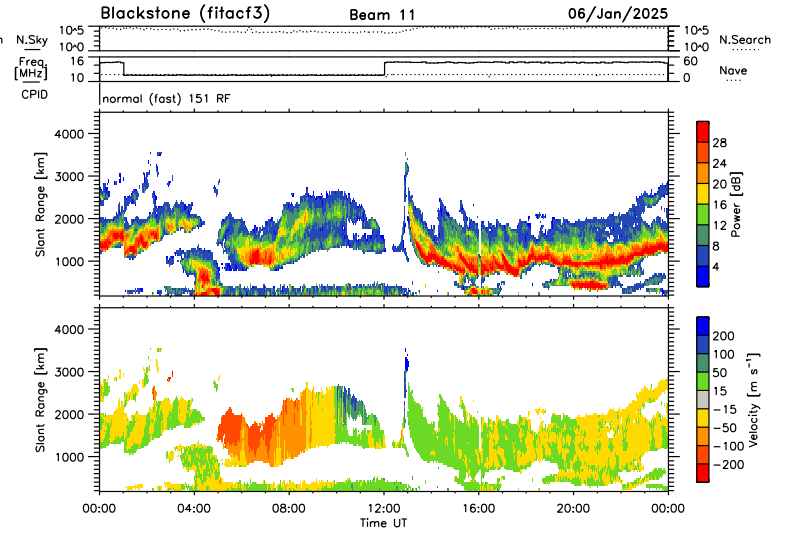 Blackstone (fitacf3) Beam 11 06/Jan/2025
N.Sky 10^5 10^0 10^5 10^0 N.Search
Freq. [MHz] 16 10 60 0 Nave
CPID normal (fast) 151 RF
Slant Range [km] 4000 3000 2000 1000
28 24 20 16 12 8 4 Power [dB]
Slant Range [km] 4000 3000 2000 1000
200 100 50 15 −15 −50 −100 −200 Velocity [m s⁻¹]
00:00 04:00 08:00 12:00 16:00 20:00 00:00
Time UT